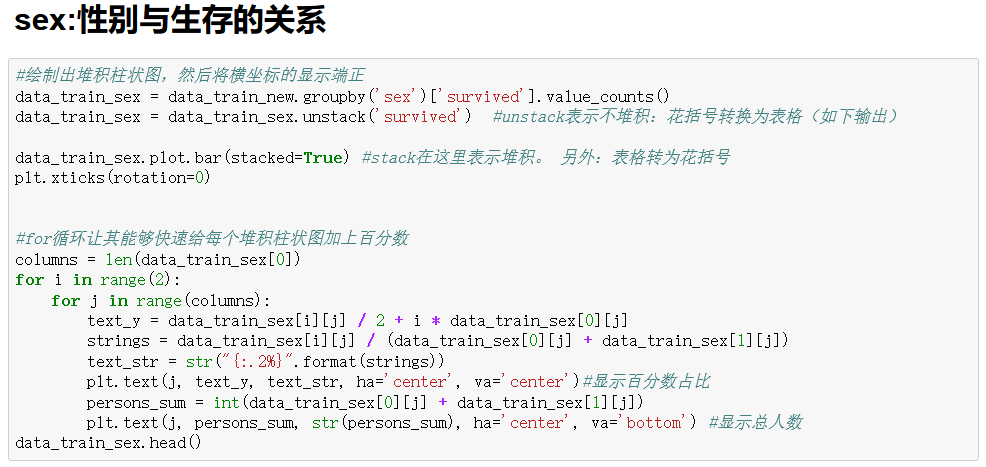 sex:性别与生存的关系
#绘制出堆积柱状图，然后将横坐标的显示端正
data_train_sex = data_train_new.groupby('sex')['survived'].value_counts()
data_train_sex = data_train_sex.unstack('survived')  #unstack表示不堆积：花括号转换为表格（如下输出）
data_train_sex.plot.bar(stacked=True) #stack在这里表示堆积。 另外：表格转为花括号
plt.xticks(rotation=0)
#for循环让其能够快速给每个堆积柱状图加上百分数
columns = len(data_train_sex[0])
for i in range(2):
    for j in range(columns):
        text_y = data_train_sex[i][j] / 2 + i * data_train_sex[0][j]
        strings = data_train_sex[i][j] / (data_train_sex[0][j] + data_train_sex[1][j])
        text_str = str("{:.2%}".format(strings))
        plt.text(j, text_y, text_str, ha='center', va='center')#显示百分数占比
        persons_sum = int(data_train_sex[0][j] + data_train_sex[1][j])
        plt.text(j, persons_sum, str(persons_sum), ha='center', va='bottom') #显示总人数
data_train_sex.head()